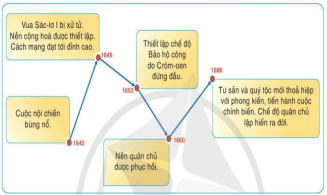 Vua Sác-lơ I bị xử tử.
Nền cộng hoà được thiết lập.
Cách mạng đạt tới đỉnh cao.
1649
Thiết lập chế độ
Bảo hộ công
do Crôm-oen
đứng đầu.
1653
1688
Tư sản và quý tộc mới thoả hiệp
với phong kiến, tiến hành cuộc
chính biến. Chế độ quân chủ
lập hiến ra đời.
Cuộc nội chiến
bùng nổ.
1642
1660
Nền quân chủ
được phục hồi.